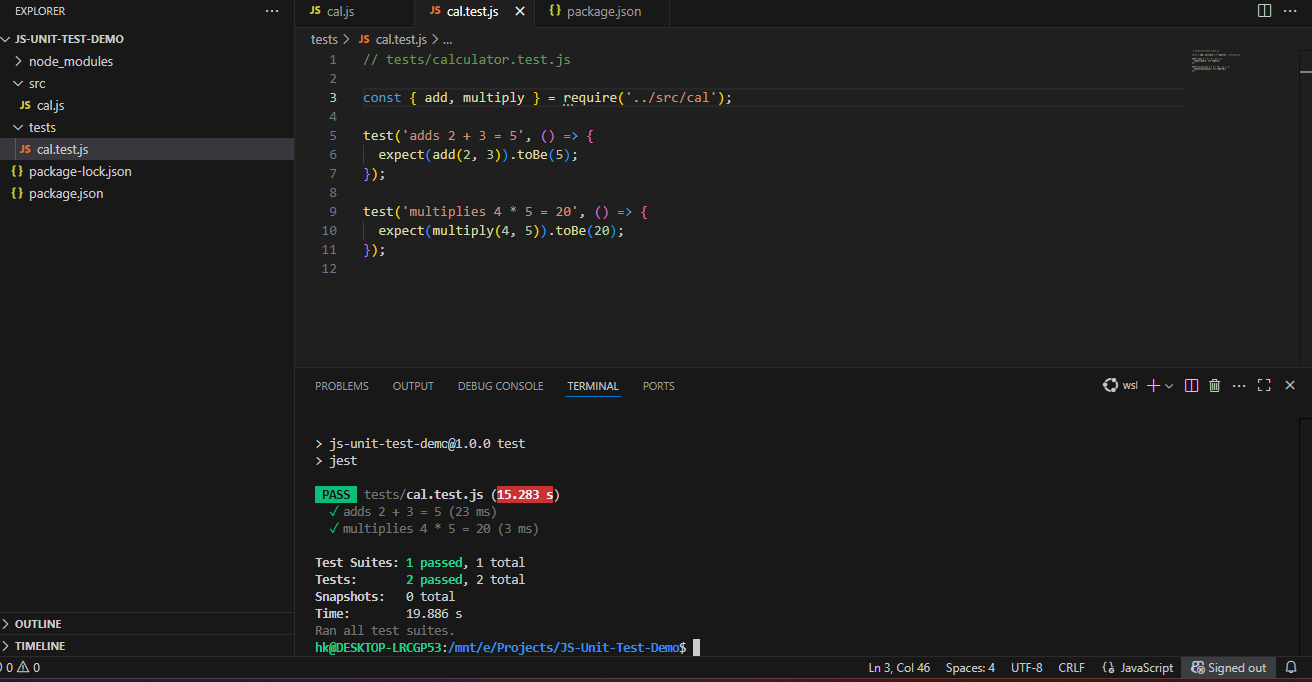 EXPLORER
JS-UNIT-TEST-DEMO
node_modules
src
JS cal.js
tests
JS cal.test.js
{} package-lock.json
{} package.json
OUTLINE
TIMELINE
JS cal.js
JS cal.test.js
{} package.json
tests > JS cal.test.js > ...
1 // tests/calculator.test.js
2
3 const { add, multiply } = require('../src/cal');
4
5 test('adds 2 + 3 = 5', () => {
6 expect(add(2, 3)).toBe(5);
7 });
8
9 test('multiplies 4 * 5 = 20', () => {
10 expect(multiply(4, 5)).toBe(20);
11 });
12
PROBLEMS OUTPUT DEBUG CONSOLE TERMINAL PORTS
wsl
> js-unit-test-demo@1.0.0 test
> jest
PASS tests/cal.test.js (15.283 s)
✓ adds 2 + 3 = 5 (23 ms)
✓ multiplies 4 * 5 = 20 (3 ms)
Test Suites: 1 passed, 1 total
Tests: 2 passed, 2 total
Snapshots: 0 total
Time: 19.886 s
Ran all test suites.
hk@DESKTOP-LRCGP53:/mnt/e/Projects/JS-Unit-Test-Demo$
0 0
Ln 3, Col 46 Spaces: 4 UTF-8 CRLF {} JavaScript Signed out